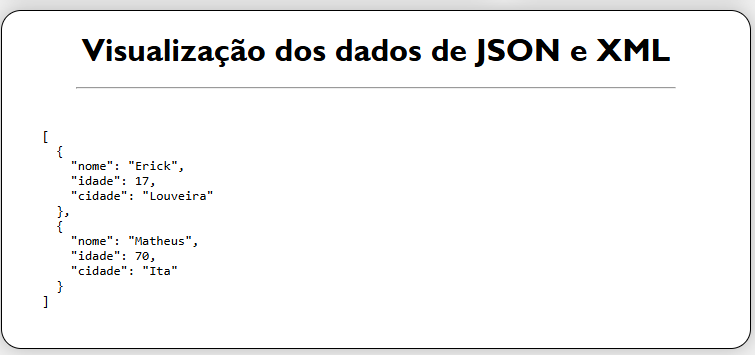 Visualização dos dados de JSON e XML
[
  {
    "nome": "Erick",
    "idade": 17,
    "cidade": "Louveira"
  },
  {
    "nome": "Matheus",
    "idade": 70,
    "cidade": "Ita"
  }
]